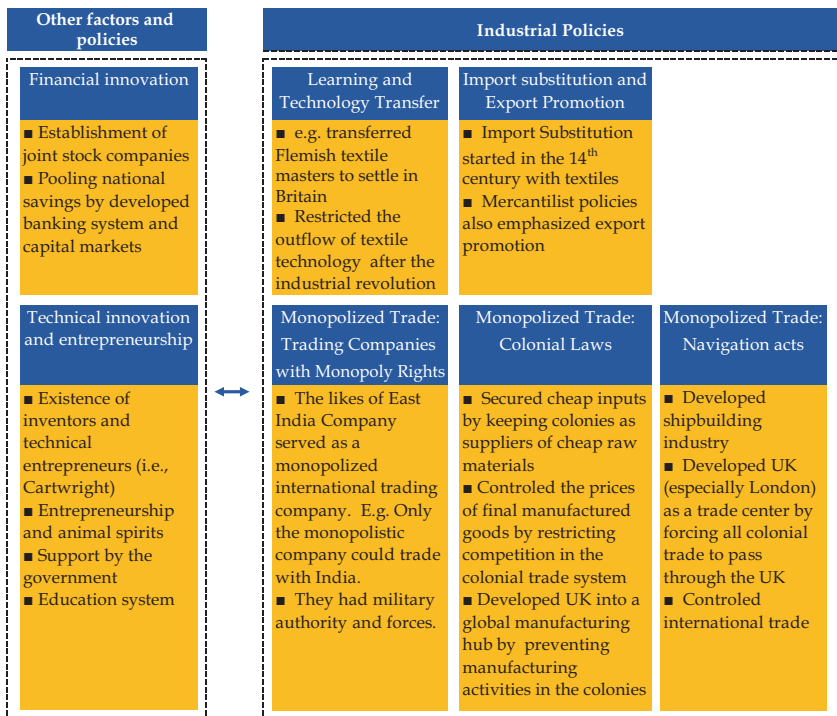 Other factors and
policies
Industrial Policies
Financial innovation
■ Establishment of
joint stock companies
■ Pooling national
savings by developed
banking system and
capital markets
Technical innovation
and entrepreneurship
■ Existence of
inventors and
technical
entrepreneurs (i.e.,
Cartwright)
■ Entrepreneurship
and animal spirits
■ Support by the
government
■ Education system
Learning and
Technology Transfer
■ e.g. transferred
Flemish textile
masters to settle in
Britain
■ Restricted the
outflow of textile
technology after the
industrial revolution
Import substitution and
Export Promotion
■ Import Substitution
started in the 14th
century with textiles
■ Mercantilist policies
also emphasized export
promotion
Monopolized Trade:
Trading Companies
with Monopoly Rights
■ The likes of East
India Company
served as a
monopolized
international trading
company. E.g. Only
the monopolistic
company could trade
with India.
■ They had military
authority and forces.
Monopolized Trade:
Colonial Laws
■ Secured cheap inputs
by keeping colonies as
suppliers of cheap raw
materials
■ Controled the prices
of final manufactured
goods by restricting
competition in the
colonial trade system
■ Developed UK into a
global manufacturing
hub by preventing
manufacturing
activities in the colonies
Monopolized Trade:
Navigation acts
■ Developed
shipbuilding
industry
■ Developed UK
(especially London)
as a trade center by
forcing all colonial
trade to pass
through the UK
■ Controled
international trade